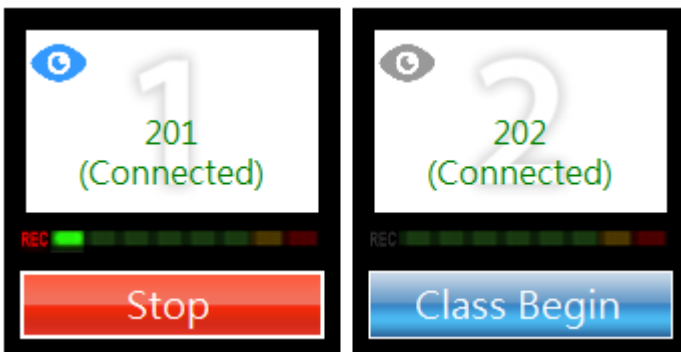 1
201
(Connected)
REC
Stop
2
202
(Connected)
REC
Class Begin